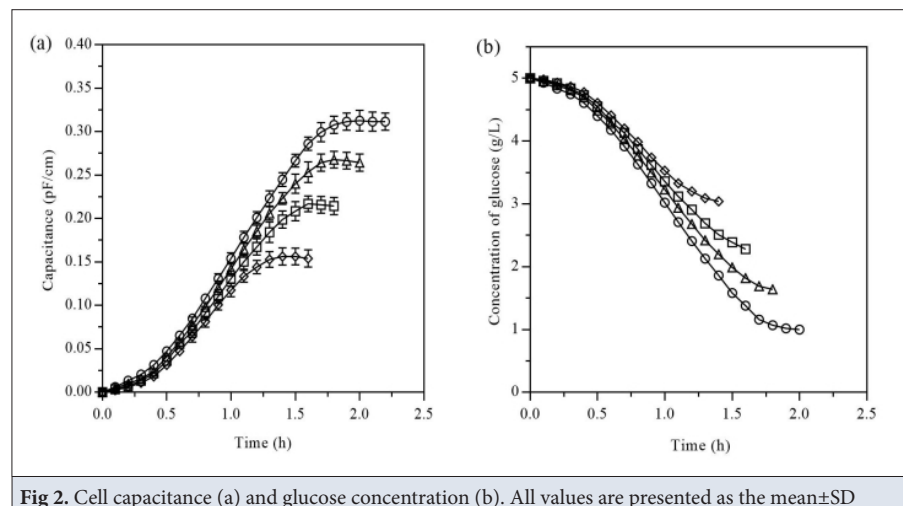 (a)
0.40
0.35
0.30
0.25
0.20
0.15
0.10
0.05
0.00
Capacitance (pF/cm)
0.0 0.5 1.0 1.5 2.0 2.5
Time (h)
(b)
6
5
4
3
2
1
0
Concentration of glucose (g/L)
0.0 0.5 1.0 1.5 2.0 2.5
Time (h)
Fig 2. Cell capacitance (a) and glucose concentration (b). All values are presented as the mean±SD